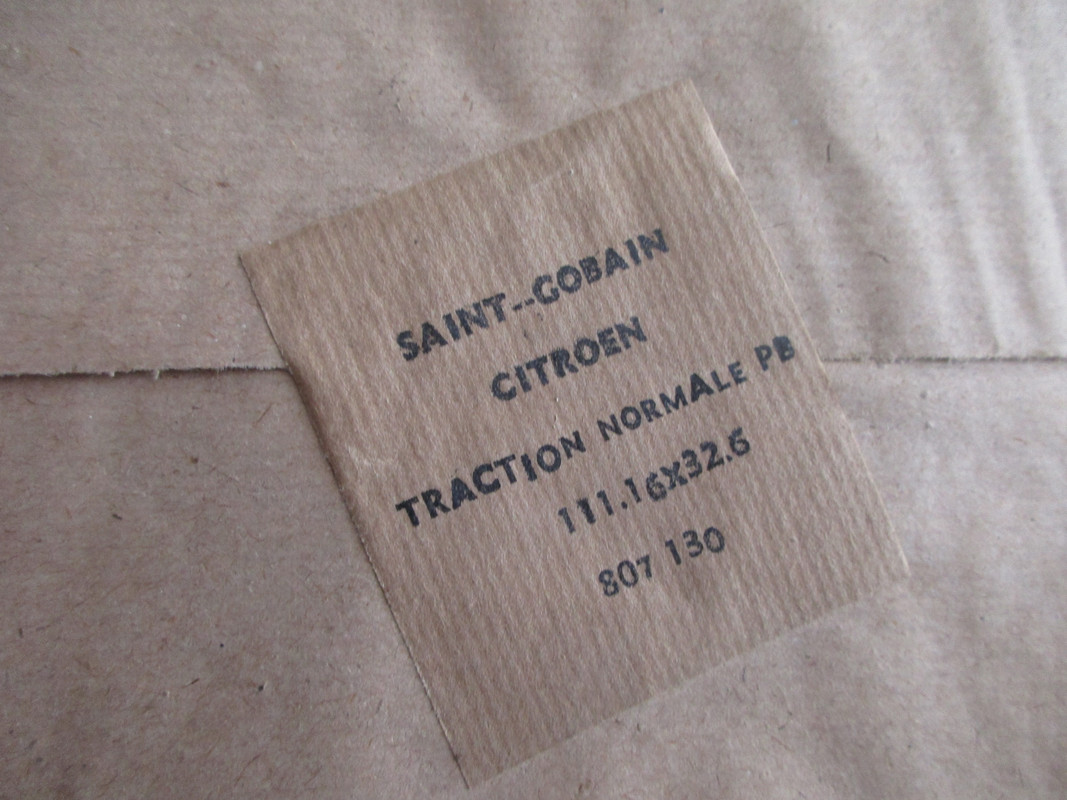 SAINT--GOBAIN
CITROEN
TRACTION NORMALE PB
111.16X32.6
807 130